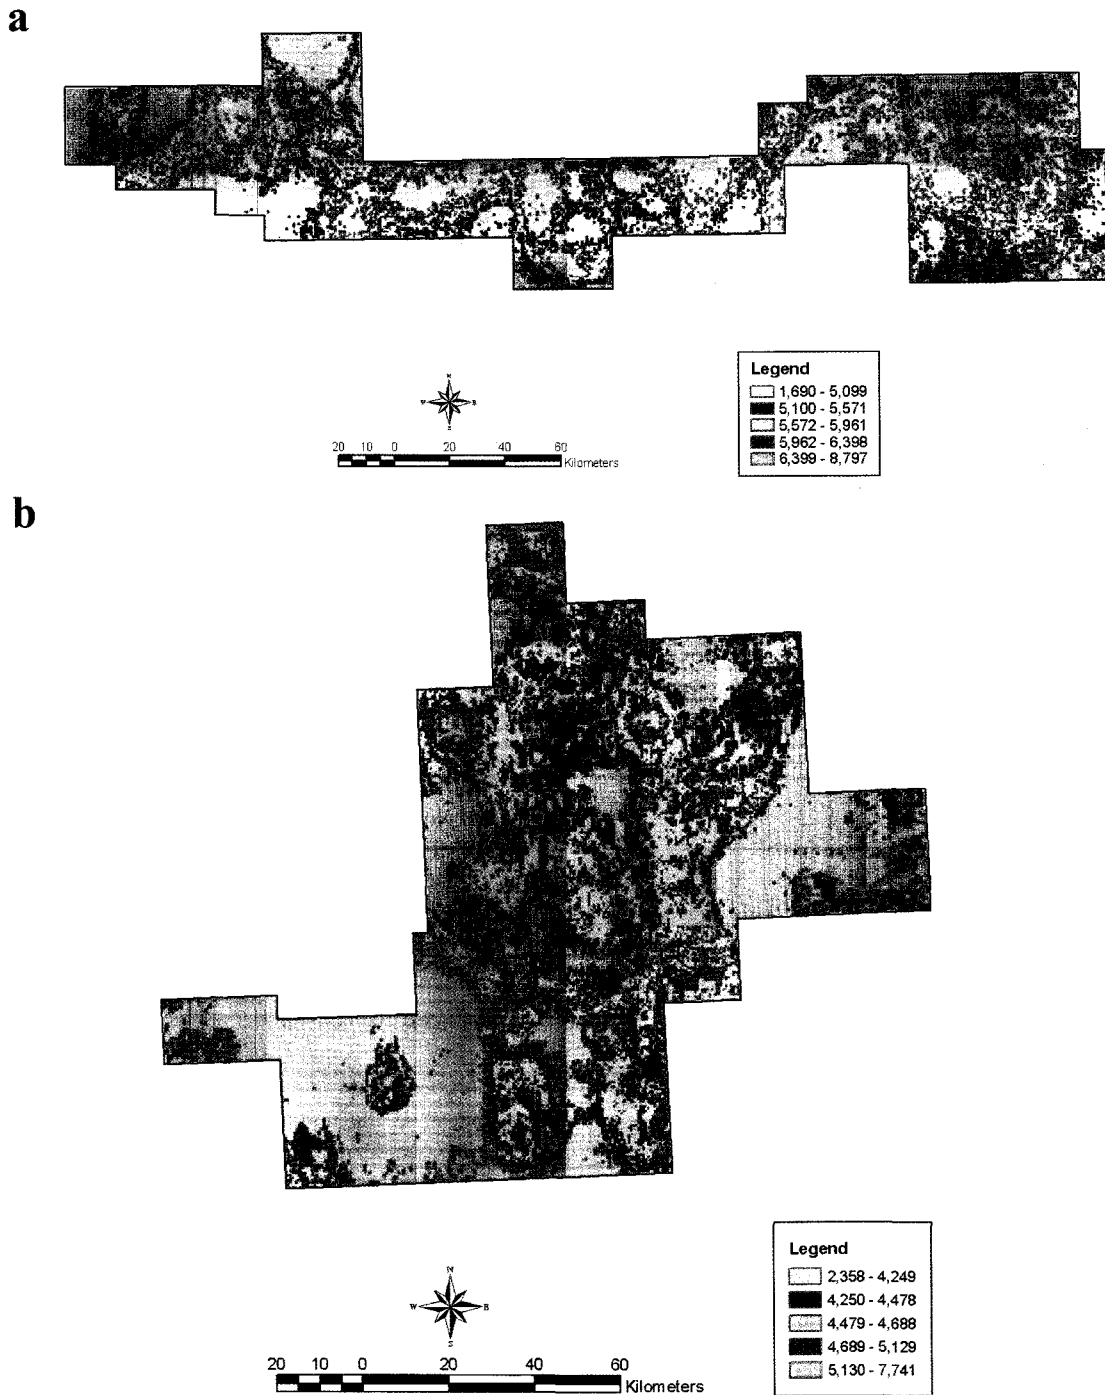 a
N
W E
S
20 10 0 20 40 60
Kilometers
Legend
1,690 - 5,099
5,100 - 5,571
5,572 - 5,961
5,962 - 6,398
6,399 - 8,797
b
N
W E
S
20 10 0 20 40 60
Kilometers
Legend
2,358 - 4,249
4,250 - 4,478
4,479 - 4,688
4,689 - 5,129
5,130 - 7,741